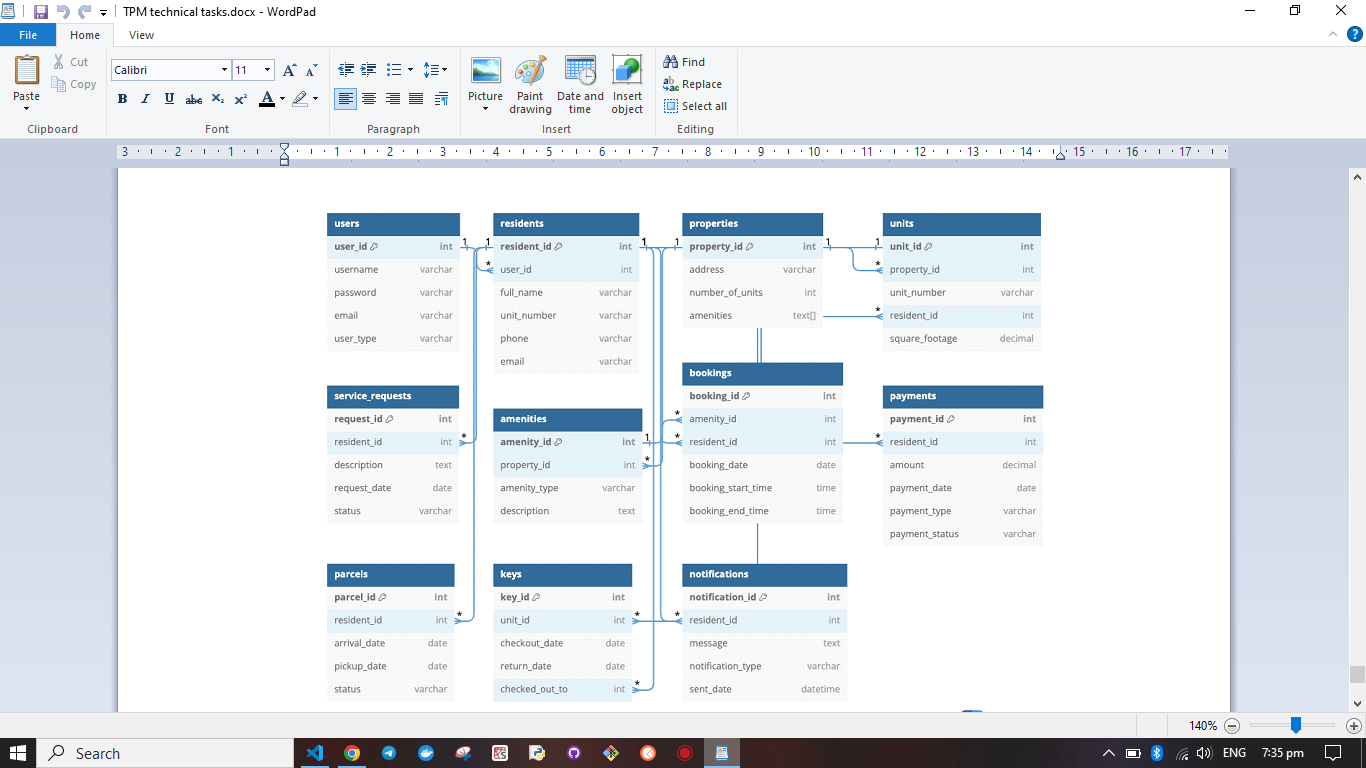 TPM technical tasks.docx - WordPad
File Home View
Paste Cut Copy
Clipboard
Calibri 11
B I U abc X₂ X² A
Font
Paragraph
Picture Paint drawing Date and time Insert object
Insert
Find
Replace
Select all
Editing
3 2 1 1 2 3 4 5 6 7 8 9 10 11 12 13 14 15 16 17
users
user_id int
username varchar
password varchar
email varchar
user_type varchar
1
residents
resident_id int
user_id int
full_name varchar
unit_number varchar
phone varchar
email varchar
1
*
1
properties
property_id int
address varchar
number_of_units int
amenities text[]
1
1
units
unit_id int
property_id int
unit_number varchar
resident_id int
square_footage decimal
1
*
*
service_requests
request_id int
resident_id int
description text
request_date date
status varchar
*
amenities
amenity_id int
property_id int
amenity_type varchar
description text
1
*
bookings
booking_id int
amenity_id int
resident_id int
booking_date date
booking_start_time time
booking_end_time time
*
*
payments
payment_id int
resident_id int
amount decimal
payment_date date
payment_type varchar
payment_status varchar
*
parcels
parcel_id int
resident_id int
arrival_date date
pickup_date date
status varchar
*
keys
key_id int
unit_id int
checkout_date date
return_date date
checked_out_to int
*
*
notifications
notification_id int
resident_id int
message text
notification_type varchar
sent_date datetime
*
140%
Search
ENG 7:35 pm